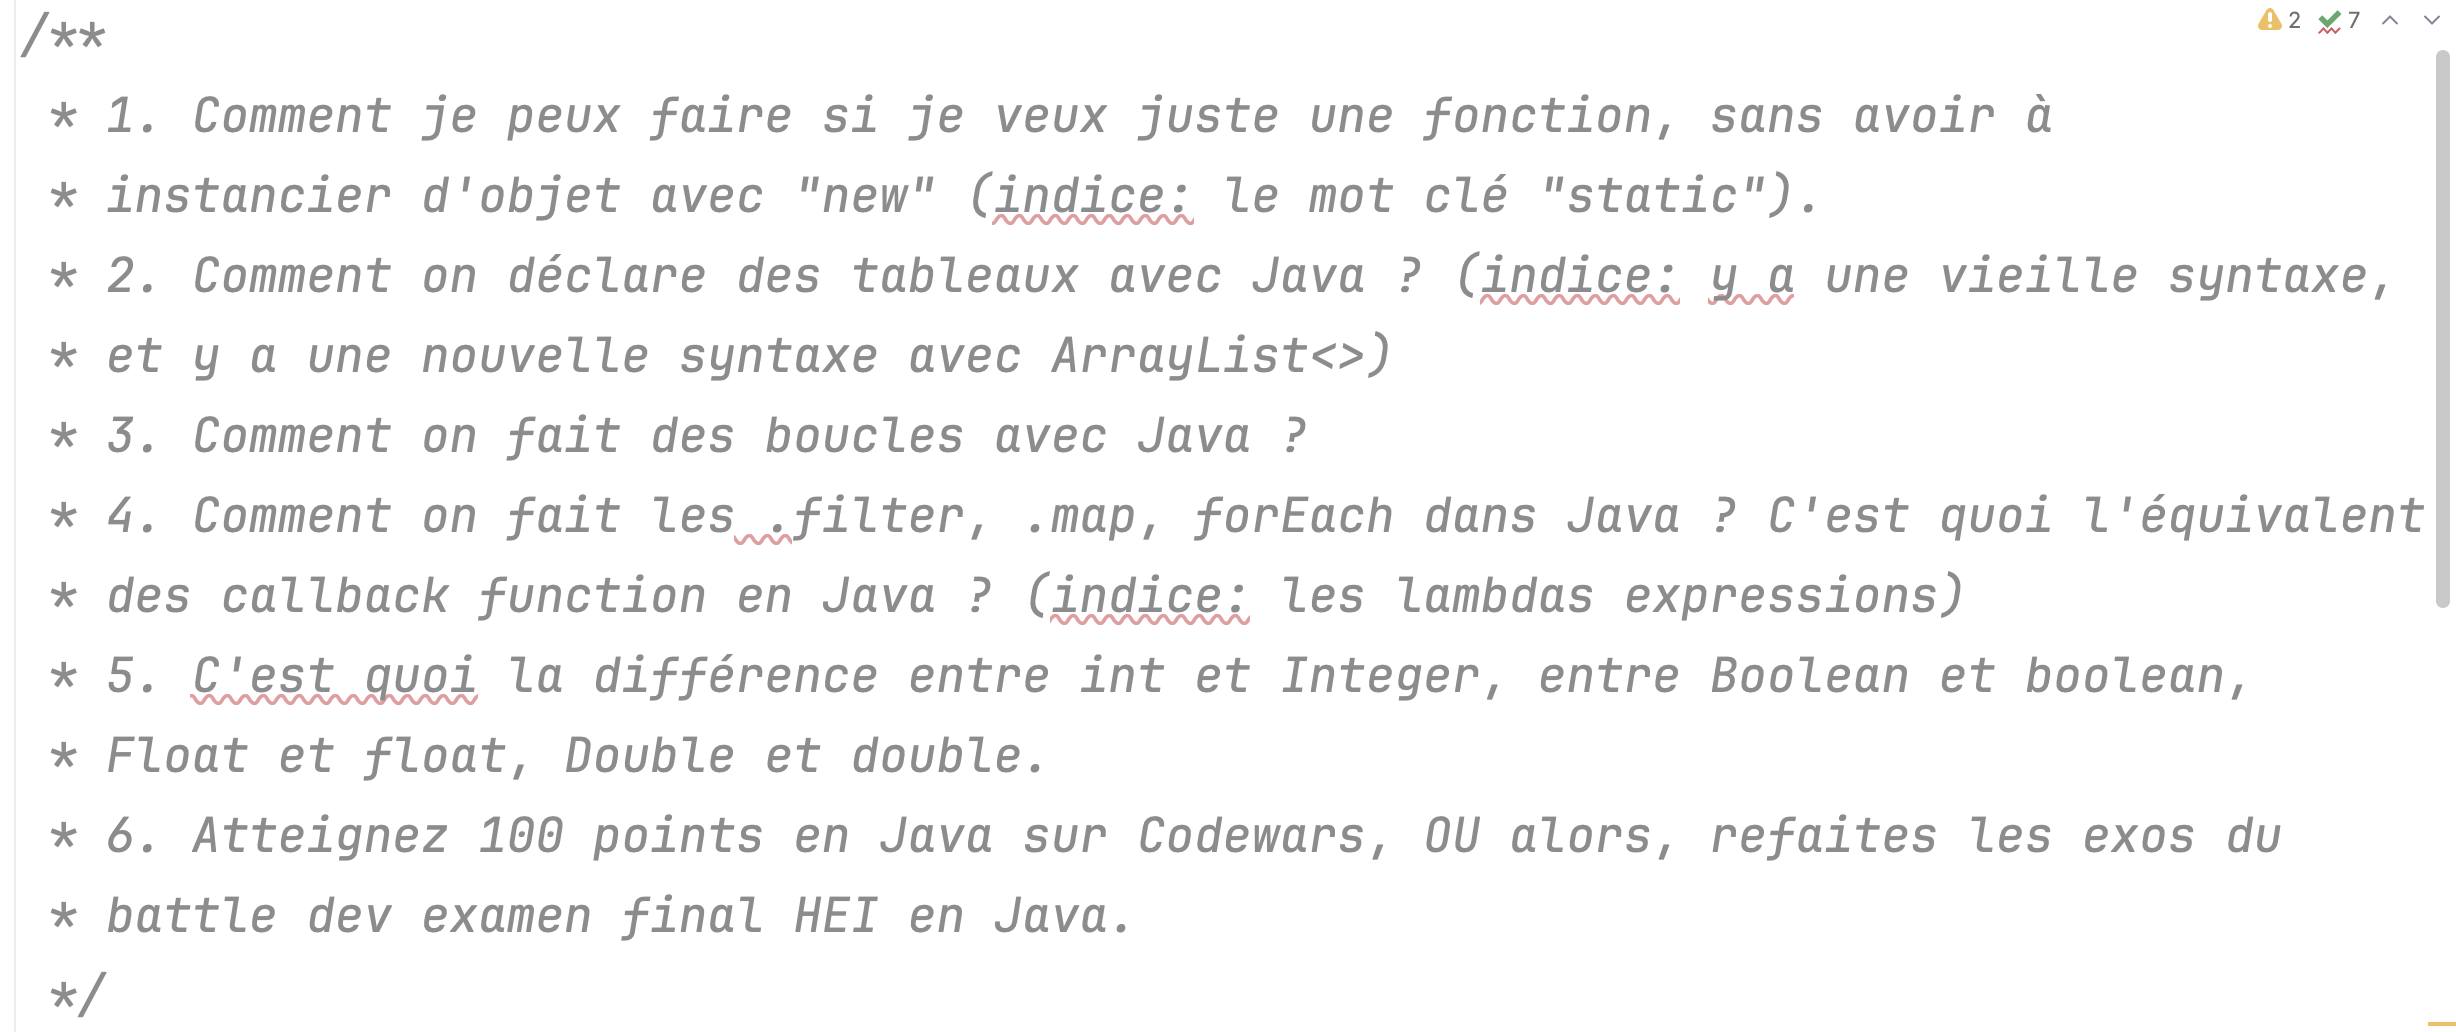 /**
2 7
* 1. Comment je peux faire si je veux juste une fonction, sans avoir à
* instancier d'objet avec "new" (indice: le mot clé "static").
* 2. Comment on déclare des tableaux avec Java ? (indice: y a une vieille syntaxe,
* et y a une nouvelle syntaxe avec ArrayList<>)
* 3. Comment on fait des boucles avec Java ?
* 4. Comment on fait les .filter, .map, forEach dans Java ? C'est quoi l'équivalent
* des callback function en Java ? (indice: les lambdas expressions)
* 5. C'est quoi la différence entre int et Integer, entre Boolean et boolean,
* Float et float, Double et double.
* 6. Atteignez 100 points en Java sur Codewars, OU alors, refaites les exos du
* battle dev examen final HEI en Java.
*/